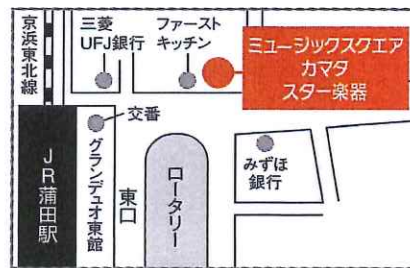 京浜東北線
三菱
UFJ銀行
ファースト
キッチン
ミュージックスクエア
カマタ
スター楽器
交番
JR蒲田駅
グランデュオ東館
東口
ロータリー
みずほ
銀行